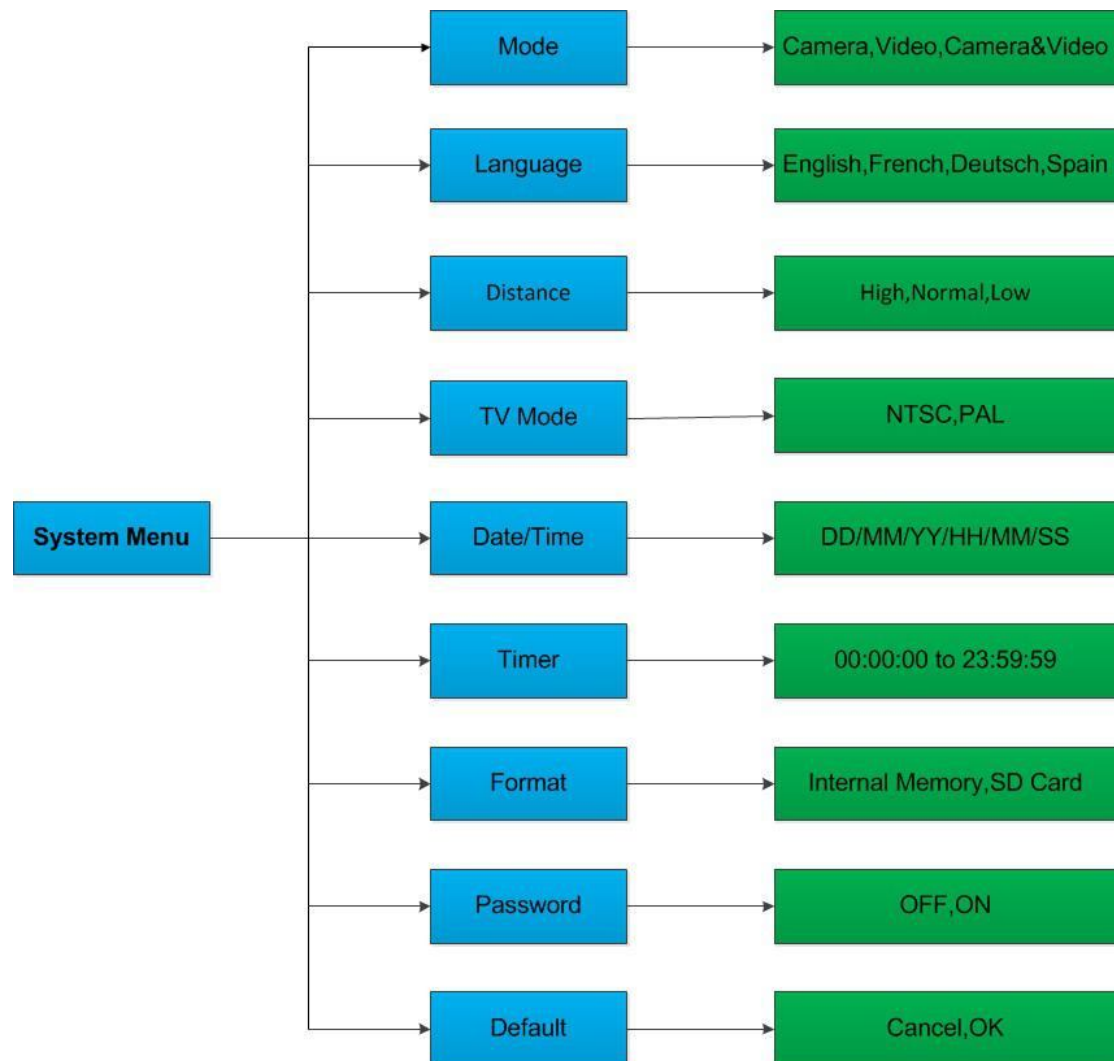 Mode
Camera,Video,Camera&Video
Language
English,French,Deutsch,Spain
Distance
High,Normal,Low
TV Mode
NTSC,PAL
System Menu
Date/Time
DD/MM/YY/HH/MM/SS
Timer
00:00:00 to 23:59:59
Format
Internal Memory,SD Card
Password
OFF,ON
Default
Cancel,OK